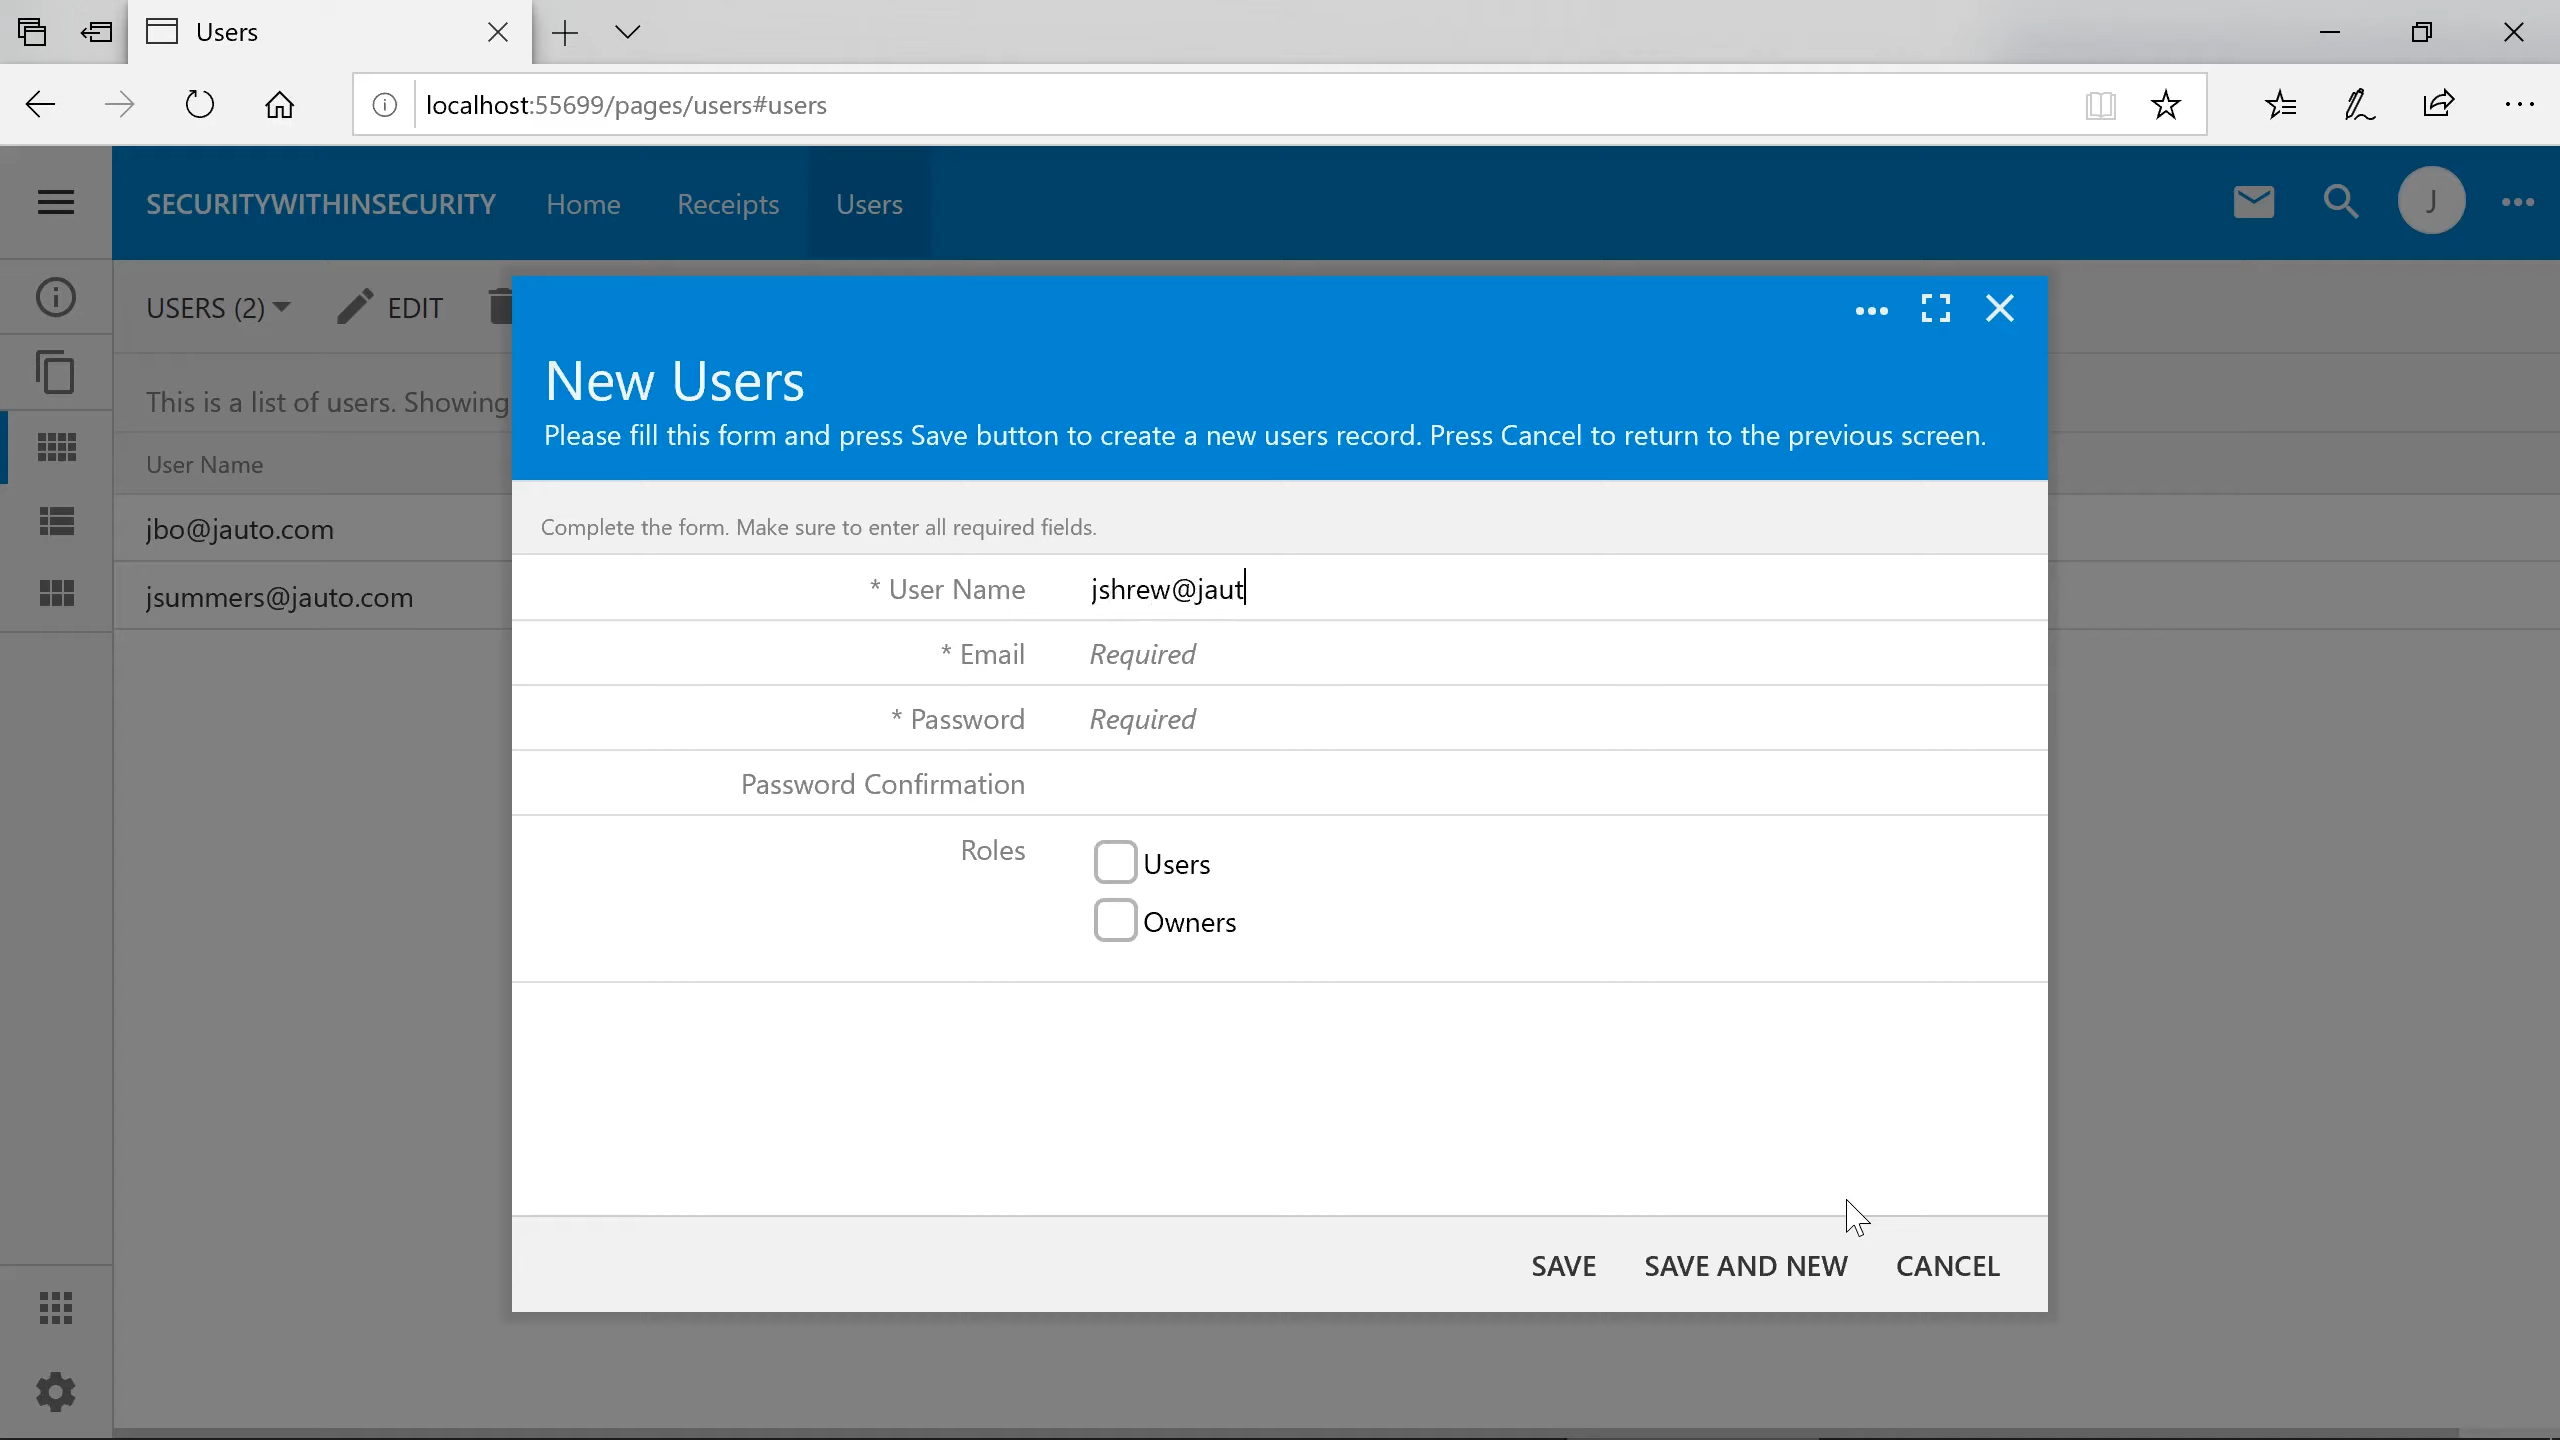 Users
localhost:55699/pages/users#users
SECURITYWITHINSECURITY Home Receipts Users J
USERS (2) EDIT
New Users
This is a list of users. Showing
Please fill this form and press Save button to create a new users record. Press Cancel to return to the previous screen.
User Name
Complete the form. Make sure to enter all required fields.
jbo@jauto.com
jsummers@jauto.com
* User Name jshrew@jaut
* Email Required
* Password Required
Password Confirmation
Roles
Users
Owners
SAVE SAVE AND NEW CANCEL